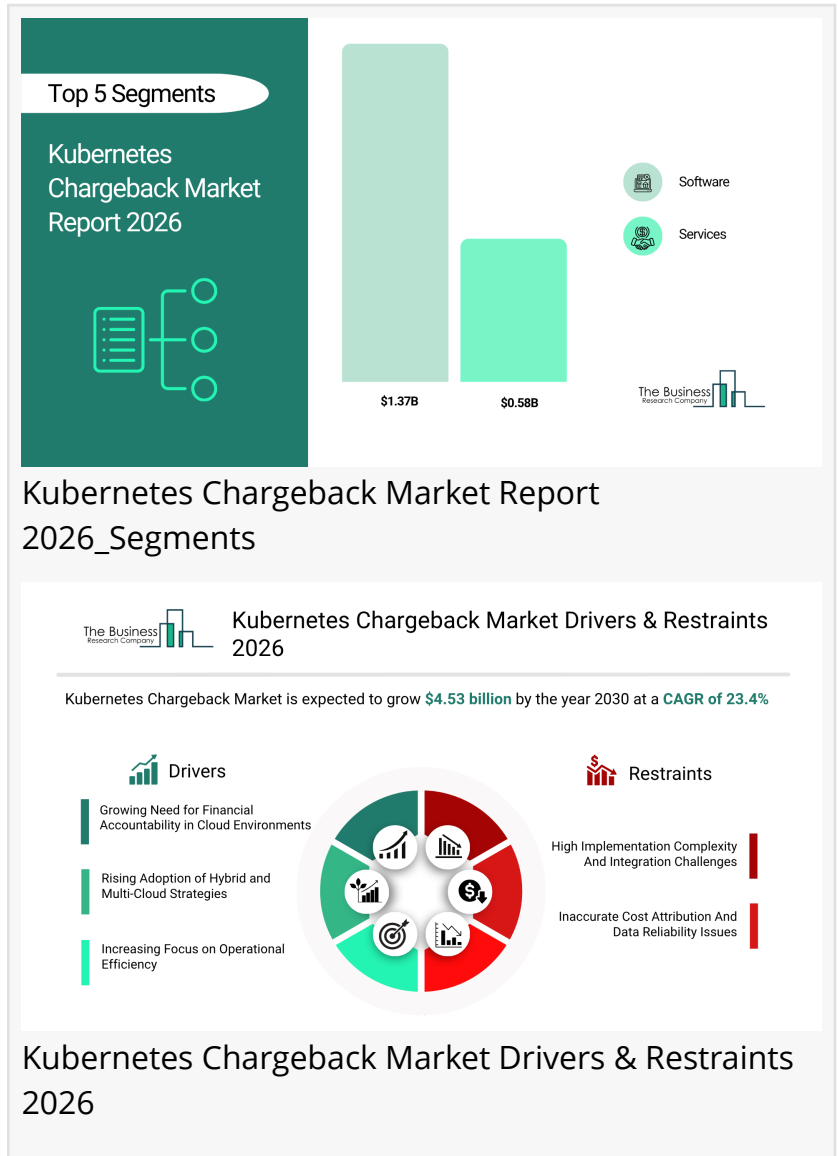 Top 5 Segments
Kubernetes
Chargeback Market
Report 2026
Software
Services
$1.37B
$0.58B
The Business
Research Company
Kubernetes Chargeback Market Report
2026_Segments
The Business
Research Company
Kubernetes Chargeback Market Drivers & Restraints
2026
Kubernetes Chargeback Market is expected to grow $4.53 billion by the year 2030 at a CAGR of 23.4%
Drivers
Growing Need for Financial
Accountability in Cloud Environments
Rising Adoption of Hybrid and
Multi-Cloud Strategies
Increasing Focus on Operational
Efficiency
Restraints
High Implementation Complexity
And Integration Challenges
Inaccurate Cost Attribution And
Data Reliability Issues
Kubernetes Chargeback Market Drivers & Restraints
2026